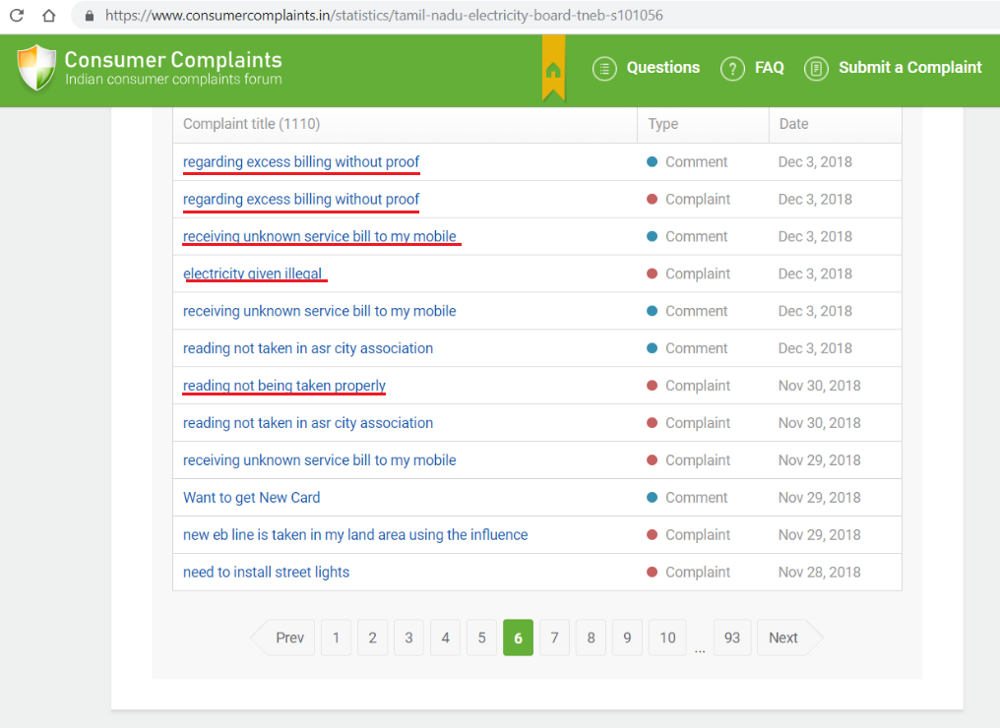 https://www.consumercomplaints.in/statistics/tamil-nadu-electricity-board-tneb-s101056
Consumer Complaints
Indian consumer complaints forum
Questions
FAQ
Submit a Complaint
Complaint title (1110) Type Date
regarding excess billing without proof Comment Dec 3, 2018
regarding excess billing without proof Complaint Dec 3, 2018
receiving unknown service bill to my mobile Comment Dec 3, 2018
electricity given illegal Complaint Dec 3, 2018
receiving unknown service bill to my mobile Comment Dec 3, 2018
reading not taken in asr city association Comment Dec 3, 2018
reading not being taken properly Complaint Nov 30, 2018
reading not taken in asr city association Complaint Nov 30, 2018
receiving unknown service bill to my mobile Complaint Nov 29, 2018
Want to get New Card Comment Nov 29, 2018
new eb line is taken in my land area using the influence Complaint Nov 29, 2018
need to install street lights Complaint Nov 28, 2018
Prev 1 2 3 4 5 6 7 8 9 10 ... 93 Next